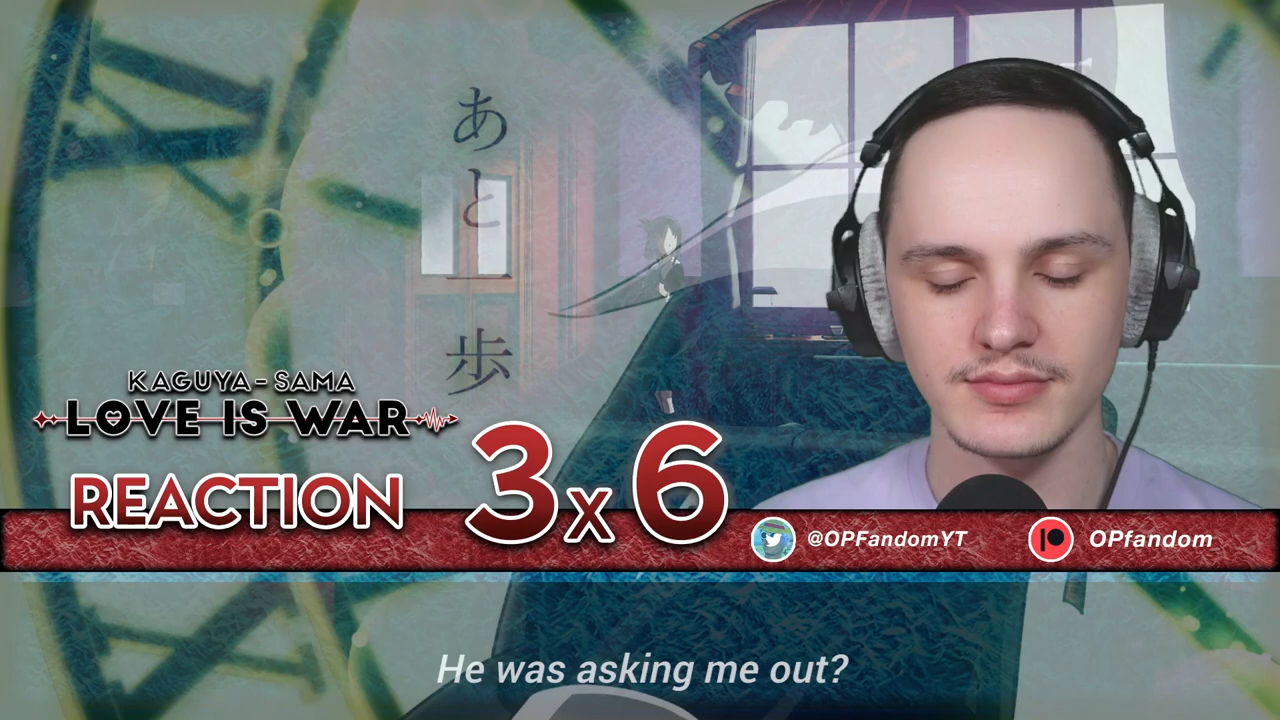 あと一歩
KAGUYA-SAMA
LOVE IS WAR
REACTION
3x6
@OPFandomYT
OPfandom
He was asking me out?